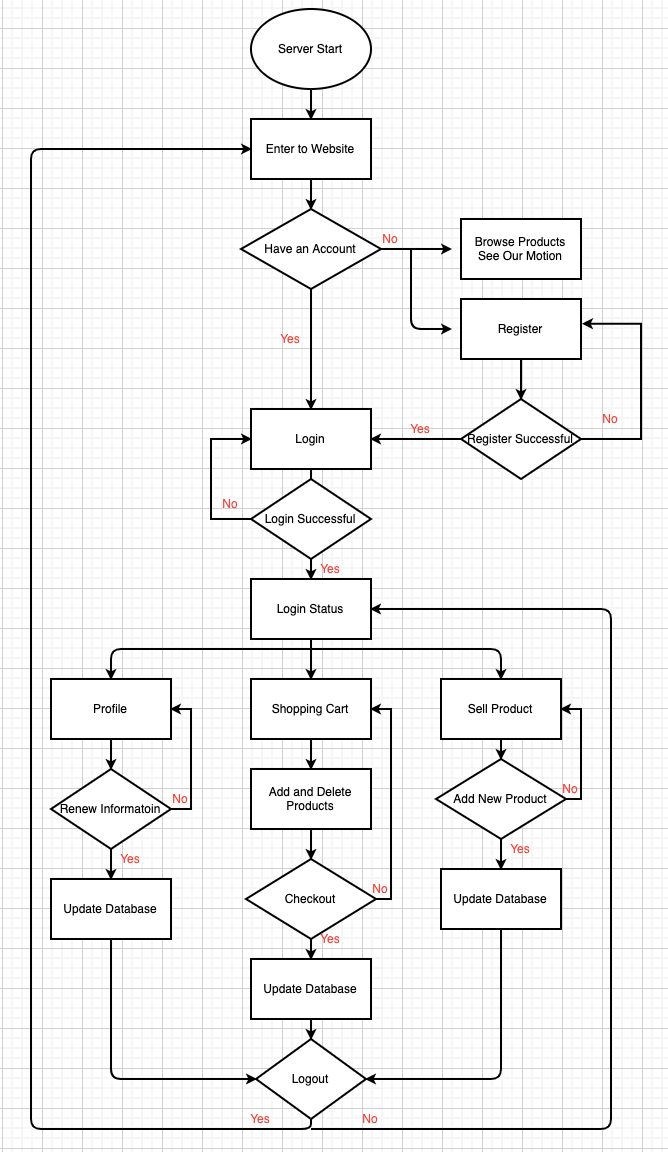 Server Start
Enter to Website
Have an Account
No
Browse Products
See Our Motion
Register
Yes
Login
Yes
Register Successful
No
No
Login Successful
Yes
Login Status
Profile
Shopping Cart
Sell Product
Renew Informatoin
No
Add and Delete
Products
Add New Product
No
Yes
Yes
Update Database
Checkout
No
Update Database
Yes
Update Database
Logout
Yes
No